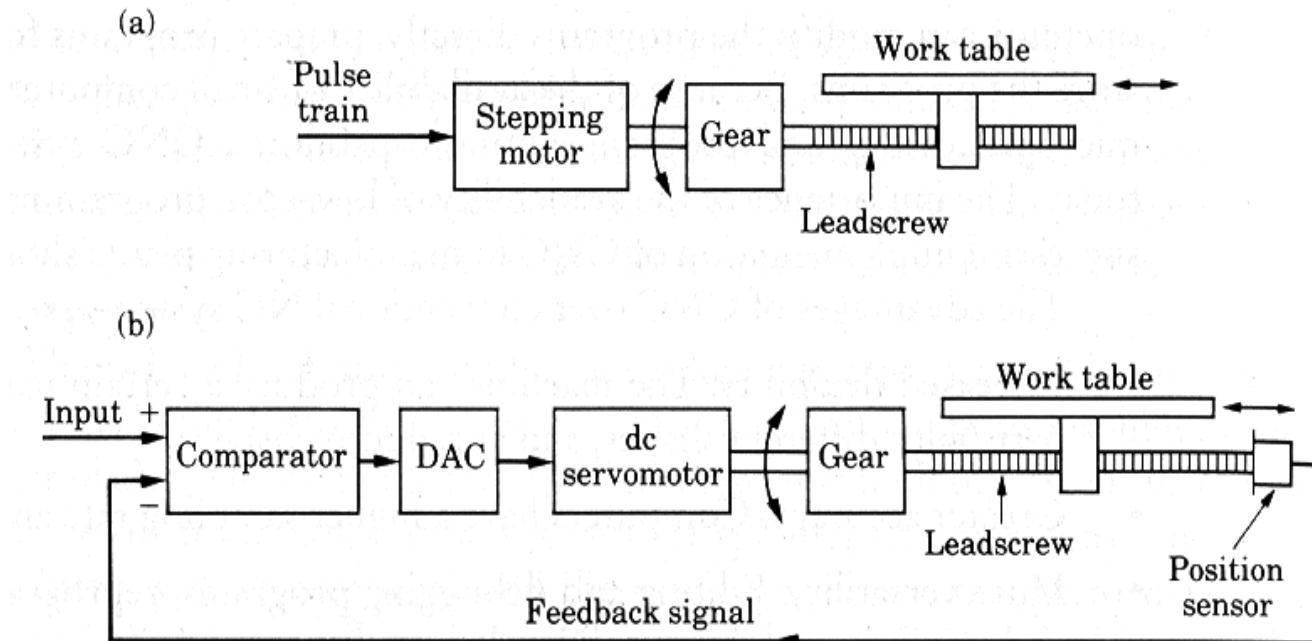 (a)
Work table
Pulse
train
Stepping
motor
Gear
Leadscrew
(b)
Work table
Input +
Comparator
DAC
dc
servomotor
Gear
−
Leadscrew
Position
sensor
Feedback signal